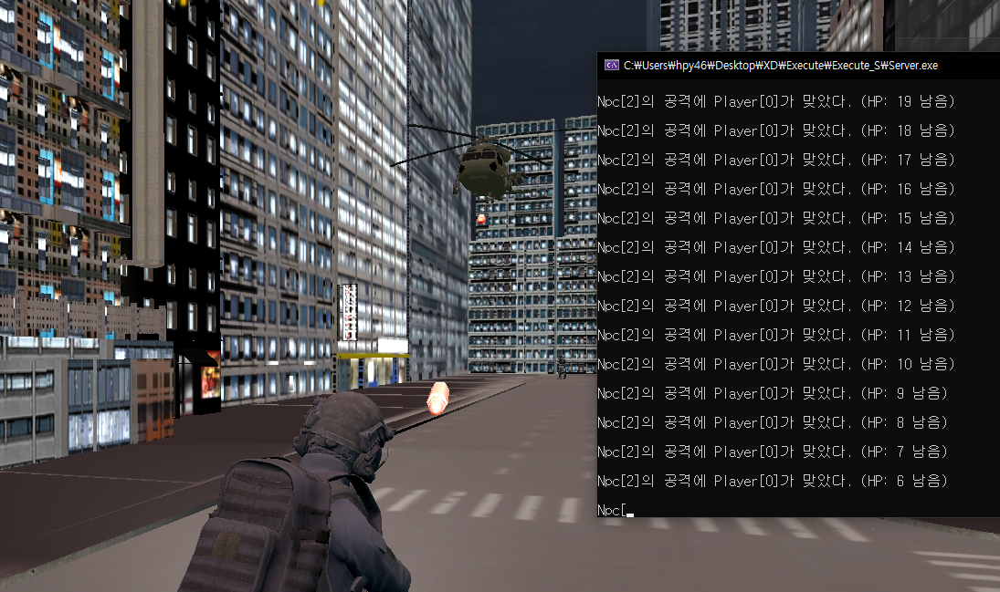 C:\Users\hpy46\Desktop\XD\Execute\Execute_S\Server.exe
Npc[2]의 공격에 Player[0]가 맞았다. (HP: 19 남음)
Npc[2]의 공격에 Player[0]가 맞았다. (HP: 18 남음)
Npc[2]의 공격에 Player[0]가 맞았다. (HP: 17 남음)
Npc[2]의 공격에 Player[0]가 맞았다. (HP: 16 남음)
Npc[2]의 공격에 Player[0]가 맞았다. (HP: 15 남음)
Npc[2]의 공격에 Player[0]가 맞았다. (HP: 14 남음)
Npc[2]의 공격에 Player[0]가 맞았다. (HP: 13 남음)
Npc[2]의 공격에 Player[0]가 맞았다. (HP: 12 남음)
Npc[2]의 공격에 Player[0]가 맞았다. (HP: 11 남음)
Npc[2]의 공격에 Player[0]가 맞았다. (HP: 10 남음)
Npc[2]의 공격에 Player[0]가 맞았다. (HP: 9 남음)
Npc[2]의 공격에 Player[0]가 맞았다. (HP: 8 남음)
Npc[2]의 공격에 Player[0]가 맞았다. (HP: 7 남음)
Npc[2]의 공격에 Player[0]가 맞았다. (HP: 6 남음)
Npc[